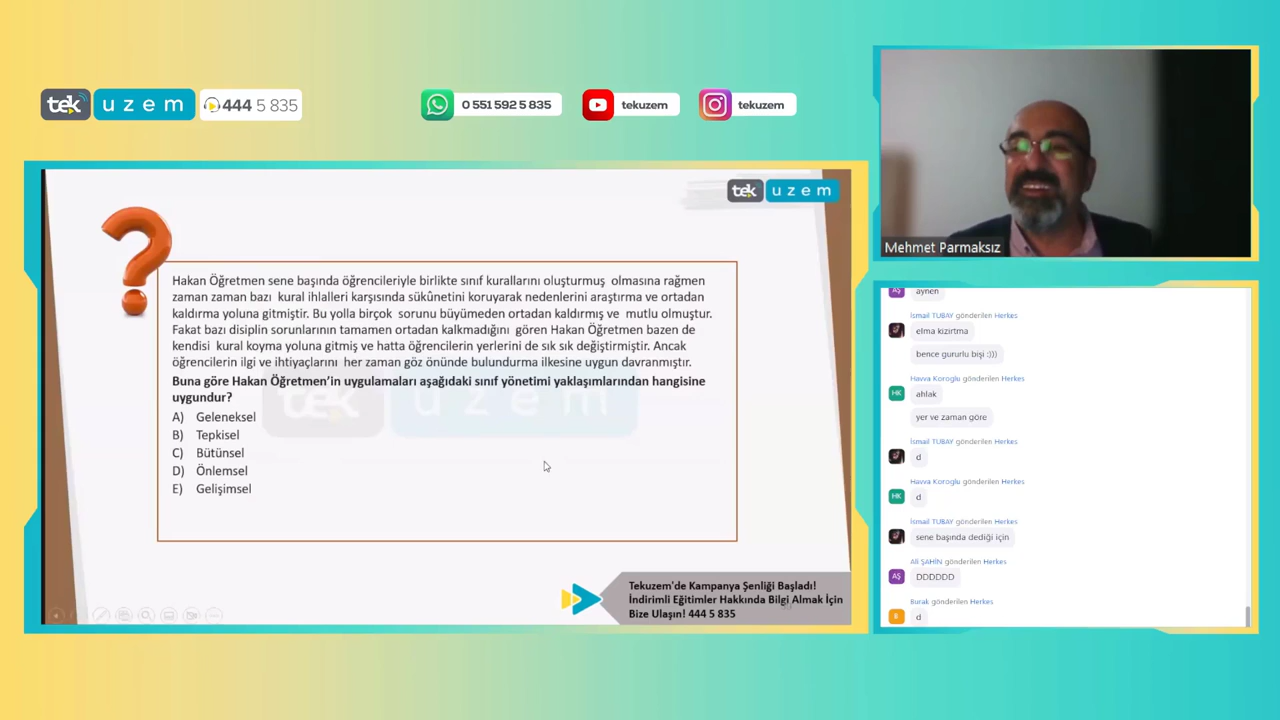 tek uzem 444 5 835
0 551 592 5 835
tekuzem
tekuzem
tek uzem
Hakan Öğretmen sene başında öğrencileriyle birlikte sınıf kurallarını oluşturmuş olmasına rağmen
zaman zaman bazı kural ihlalleri karşısında sükûnetini koruyarak nedenlerini araştırma ve ortadan
kaldırma yoluna gitmiştir. Bu yolla birçok sorunu büyümeden ortadan kaldırmış ve mutlu olmuştur.
Fakat bazı disiplin sorunlarının tamamen ortadan kalkmadığını gören Hakan Öğretmen bazen de
kendisi kural koyma yoluna gitmiş ve hatta öğrencilerin yerlerini de sık sık değiştirmiştir. Ancak
öğrencilerin ilgi ve ihtiyaçlarını her zaman göz önünde bulundurma ilkesine uygun davranmıştır.
Buna göre Hakan Öğretmen'in uygulamaları aşağıdaki sınıf yönetimi yaklaşımlarından hangisine
uygundur?
A) Geleneksel
B) Tepkisel
C) Bütünsel
D) Önlemsel
E) Gelişimsel
tek uzem
Tekuzem'de Kampanya Şenliği Başladı!
İndirimli Eğitimler Hakkında Bilgi Almak İçin
Bize Ulaşın! 444 5 835
Mehmet Parmaksız
AŞ aynen
İsmail TUBAY gönderilen Herkes
elma kizirtma
bence gururlu bişi :)))
Havva Koroglu gönderilen Herkes
HK ahlak
yer ve zaman göre
İsmail TUBAY gönderilen Herkes
d
Havva Koroglu gönderilen Herkes
HK d
İsmail TUBAY gönderilen Herkes
sene başinda dediği için
Ali ŞAHİN gönderilen Herkes
AŞ DDDDDD
Burak gönderilen Herkes
B d